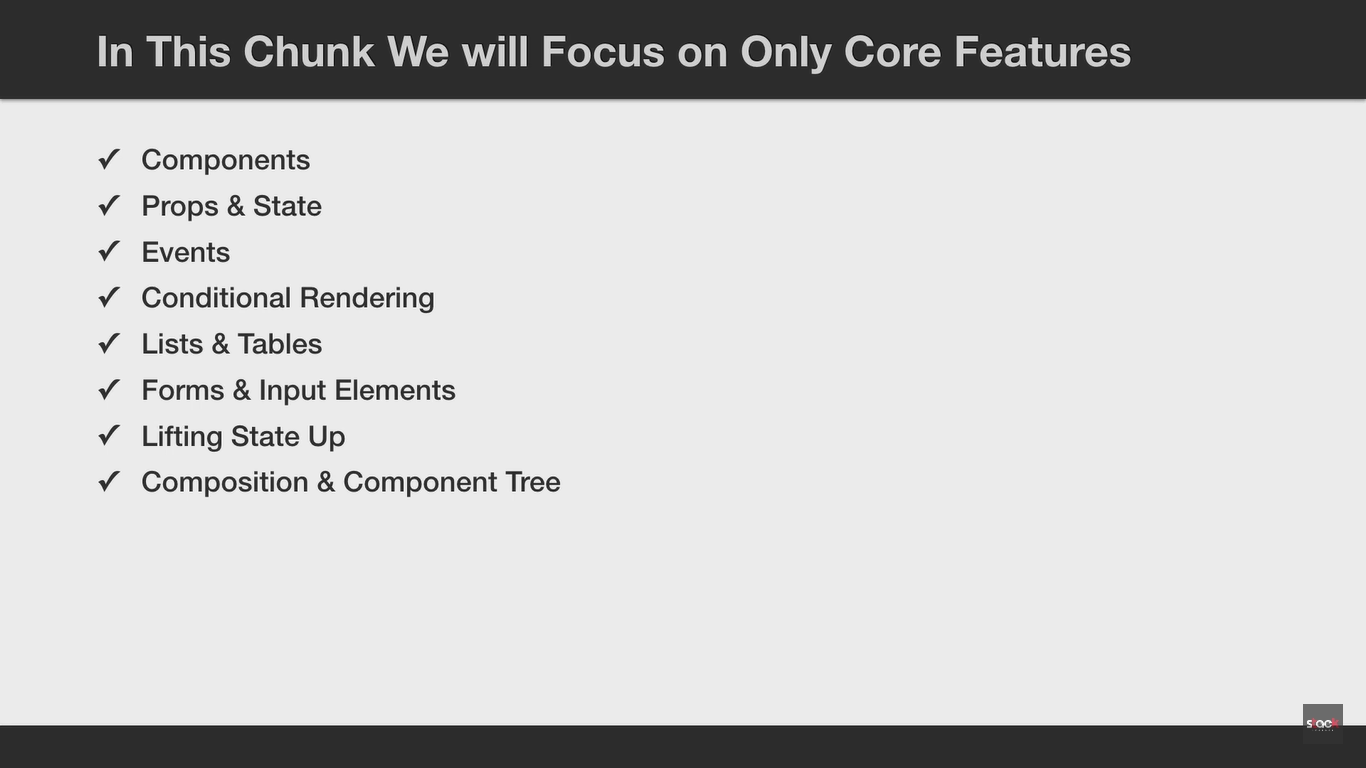 In This Chunk We will Focus on Only Core Features
✓ Components
✓ Props & State
✓ Events
✓ Conditional Rendering
✓ Lists & Tables
✓ Forms & Input Elements
✓ Lifting State Up
✓ Composition & Component Tree
stack